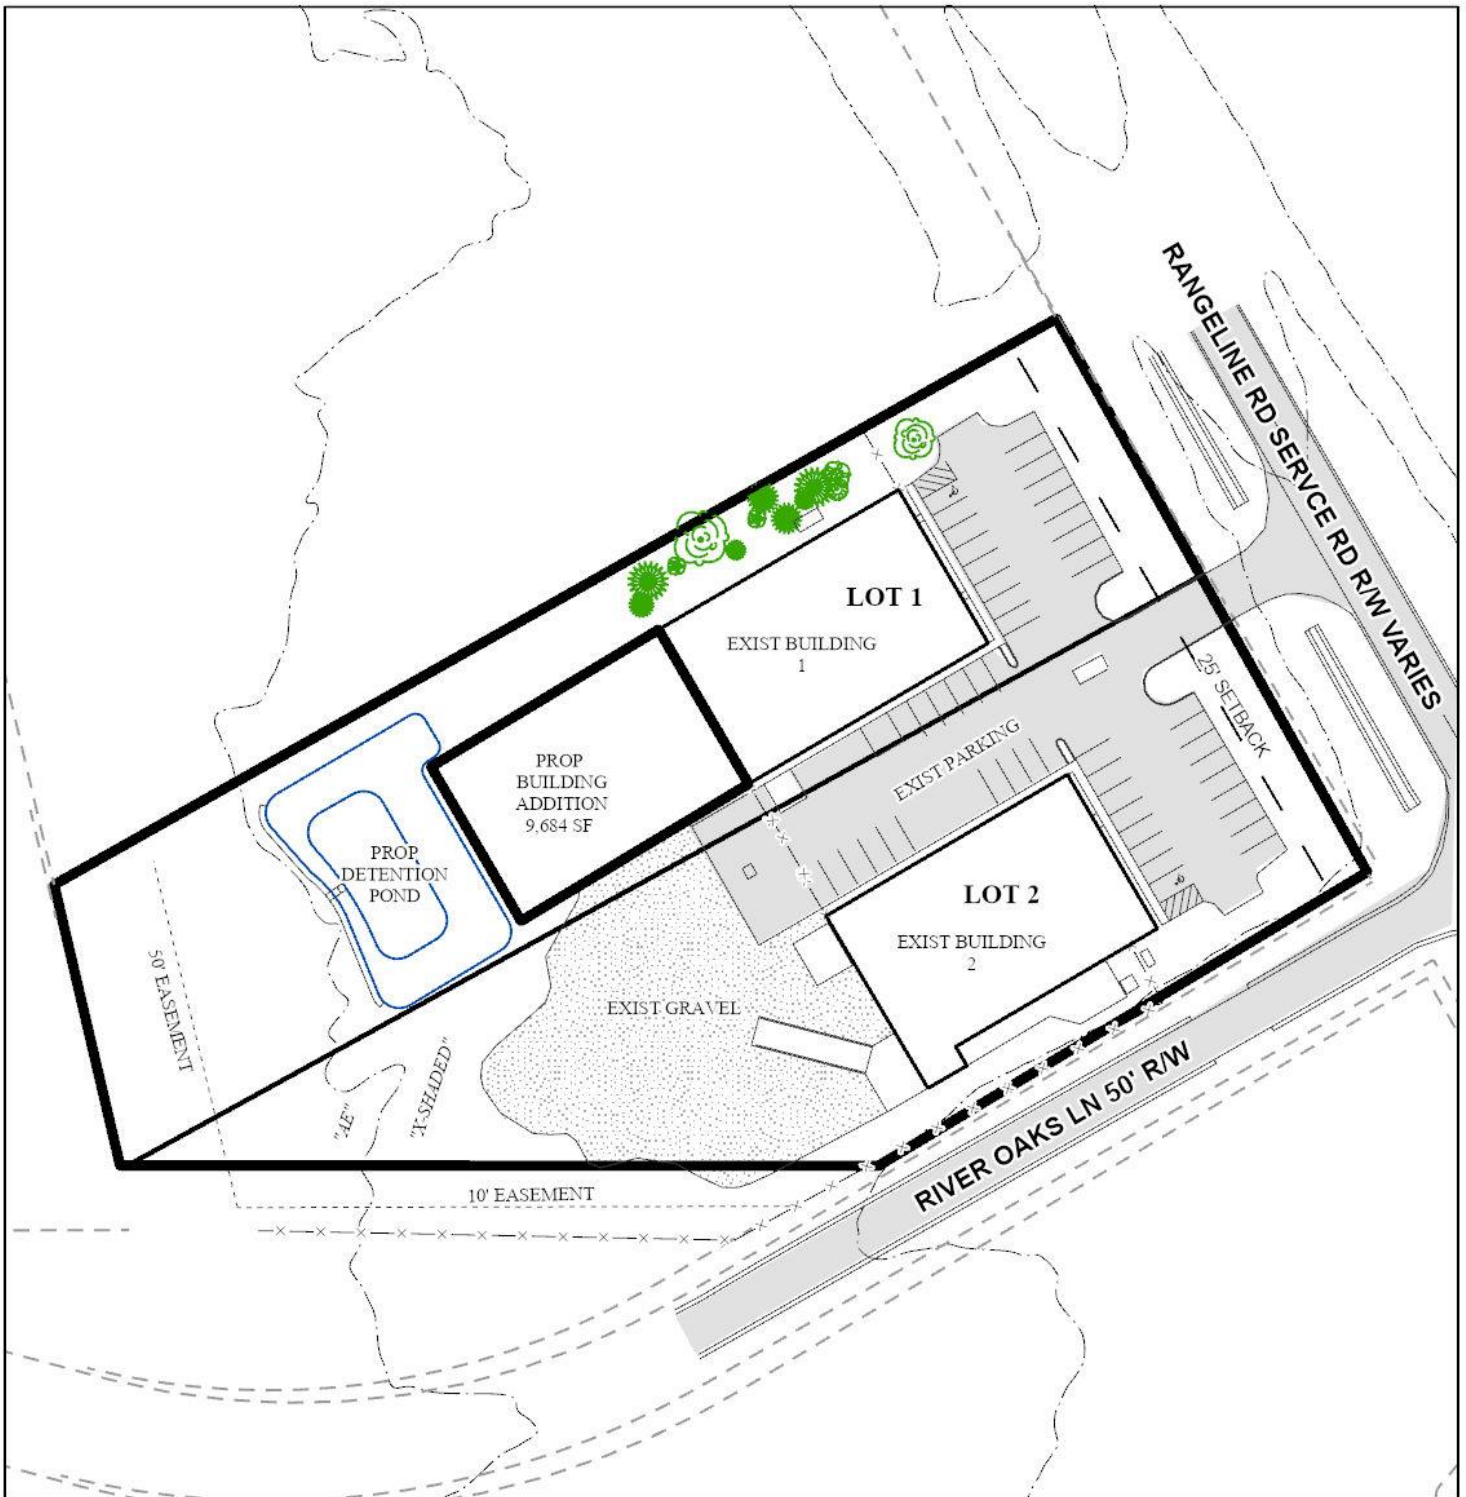 RANGELINE RD SERVCE RD R/W VARIES
LOT 1
EXIST BUILDING
1
25' SETBACK
EXIST PARKING
PROP
BUILDING
ADDITION
9,684 SF
PROP
DETENTION
POND
LOT 2
EXIST BUILDING
2
50' EASEMENT
EXIST GRAVEL
"AE"
"X-SHADED"
RIVER OAKS LN 50' R/W
10' EASEMENT